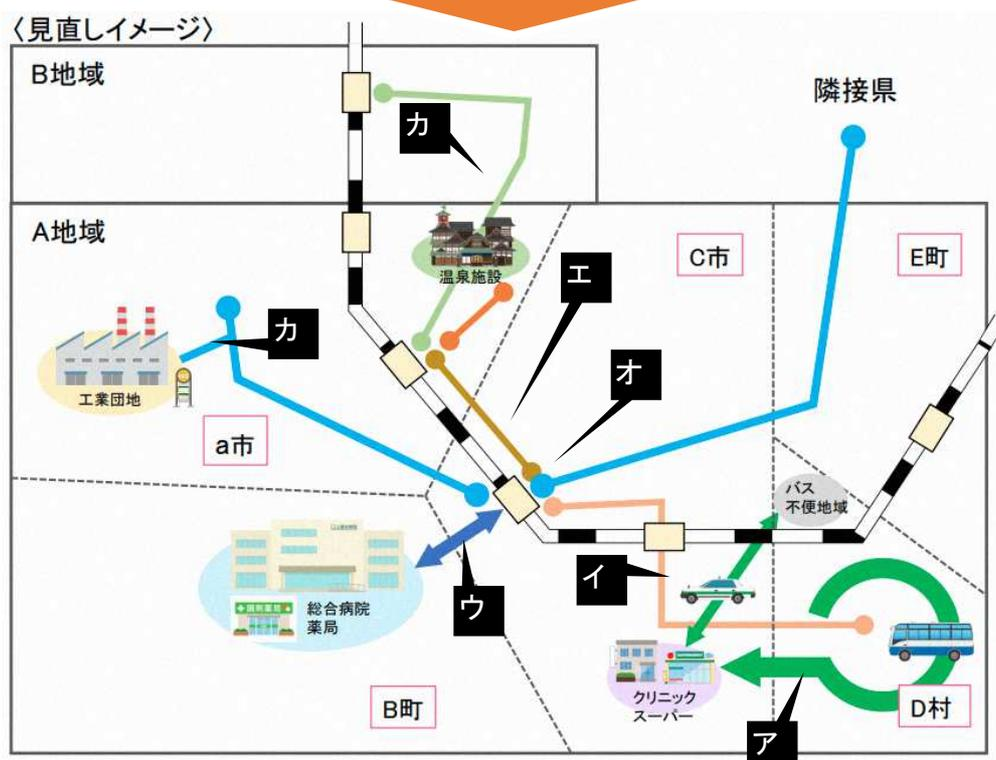 〈見直しイメージ〉
B地域
隣接県
カ
A地域
温泉施設
エ
C市
E町
カ
オ
工業団地
a市
バス
不便地域
イ
ウ
総合病院
薬局
クリニック
スーパー
B町
D村
ア